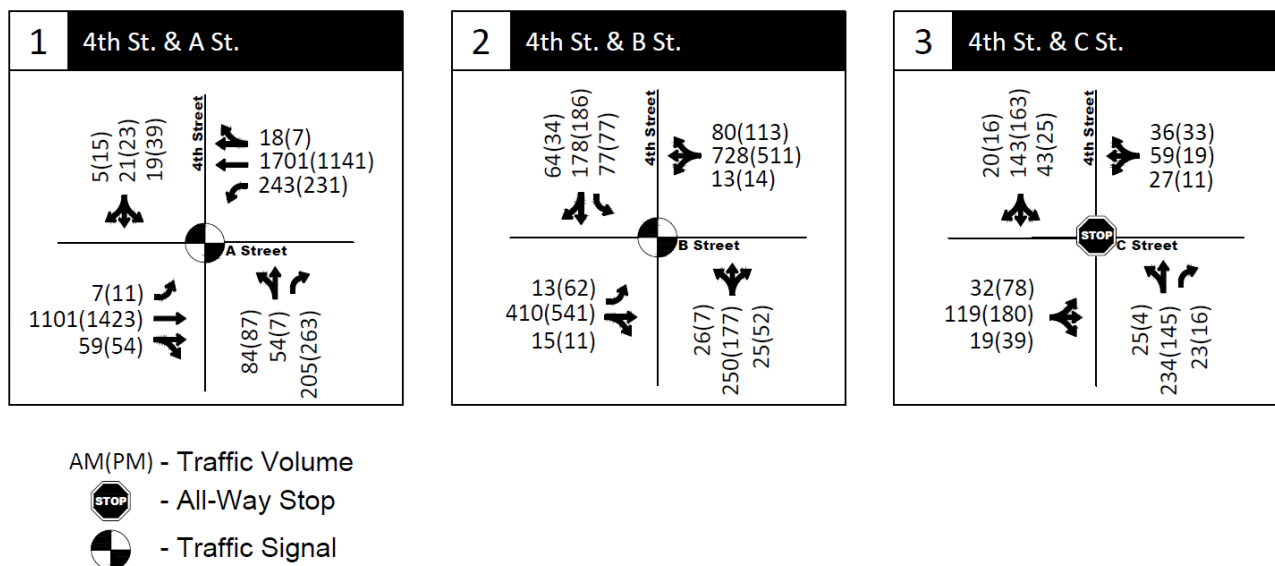 1 4th St. & A St.
5(15)
21(23)
19(39)
4th Street
18(7)
1701(1141)
243(231)
A Street
7(11)
1101(1423)
59(54)
84(87)
54(7)
205(263)
2 4th St. & B St.
64(34)
178(186)
77(77)
4th Street
80(113)
728(511)
13(14)
B Street
13(62)
410(541)
15(11)
26(7)
250(177)
25(52)
3 4th St. & C St.
20(16)
143(163)
43(25)
4th Street
36(33)
59(19)
27(11)
STOP
C Street
32(78)
119(180)
19(39)
25(4)
234(145)
23(16)
AM(PM) - Traffic Volume
STOP - All-Way Stop
- Traffic Signal